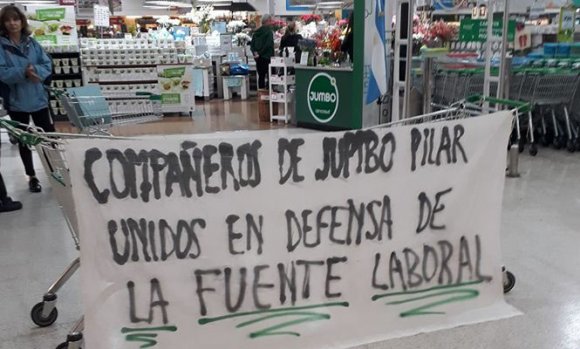 COMPAÑEROS DE JUMBO PILAR
UNIDOS EN DEFENSA DE
LA FUENTE LABORAL
JUMBO